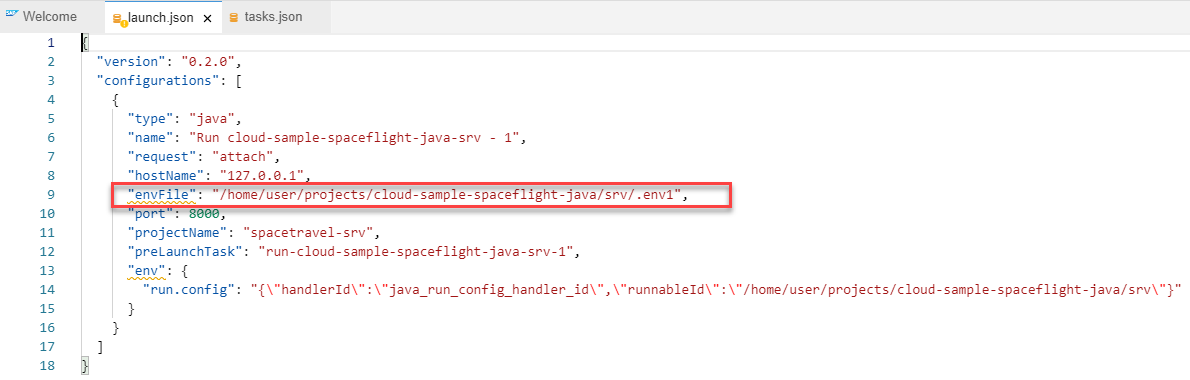 SAP Welcome launch.json × tasks.json
1 {
2 "version": "0.2.0",
3 "configurations": [
4 {
5 "type": "java",
6 "name": "Run cloud-sample-spaceflight-java-srv - 1",
7 "request": "attach",
8 "hostName": "127.0.0.1",
9 "envFile": "/home/user/projects/cloud-sample-spaceflight-java/srv/.env1",
10 "port": 8000,
11 "projectName": "spacetravel-srv",
12 "preLaunchTask": "run-cloud-sample-spaceflight-java-srv-1",
13 "env": {
14 "run.config": "{\"handlerId\":\"java_run_config_handler_id\",\"runnableId\":\"/home/user/projects/cloud-sample-spaceflight-java/srv\"}"
15 }
16 }
17 ]
18 }